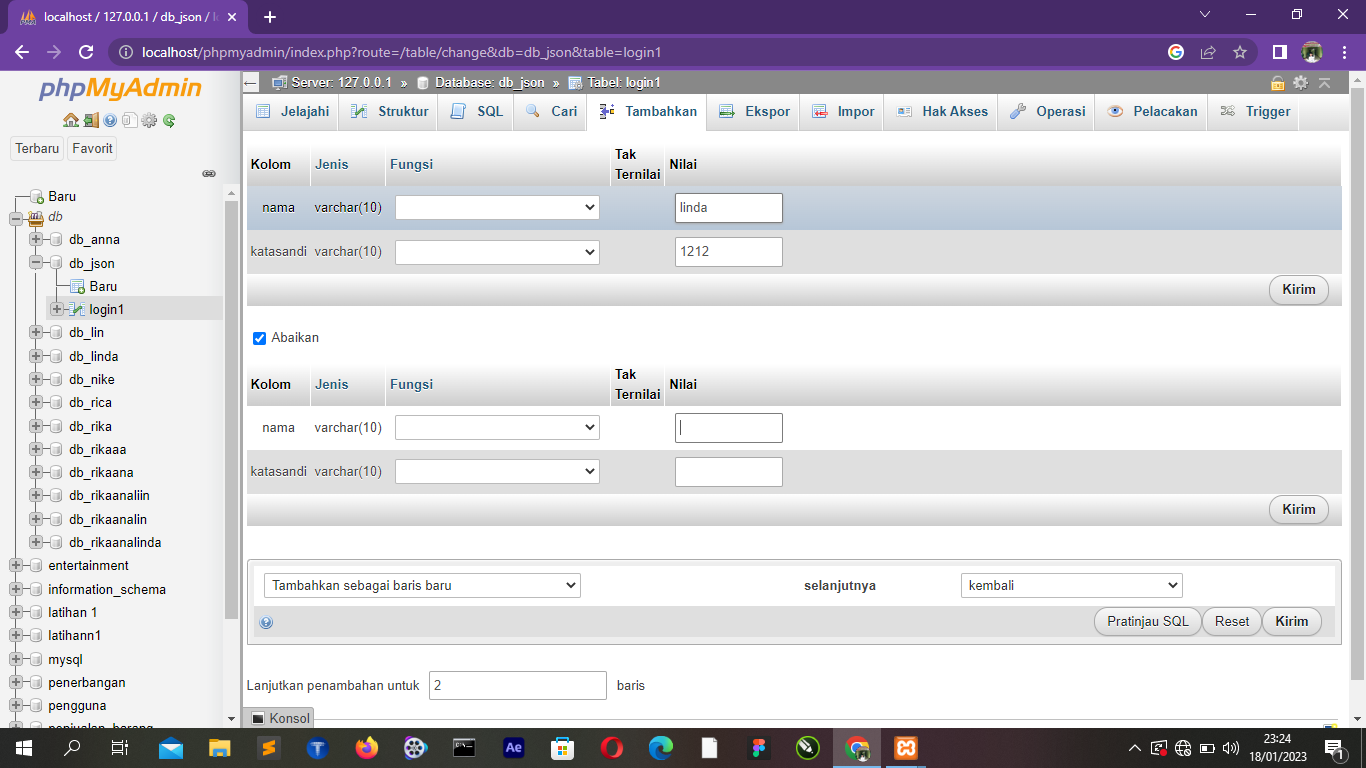 localhost / 127.0.0.1 / db_json / l
localhost/phpmyadmin/index.php?route=/table/change&db=db_json&table=login1
phpMyAdmin
Terbaru
Favorit
Baru
db
db_anna
db_json
Baru
login1
db_lin
db_linda
db_nike
db_rica
db_rika
db_rikaaa
db_rikaana
db_rikaanaliin
db_rikaanalin
db_rikaanalinda
entertainment
information_schema
latihan 1
latihann1
mysql
penerbangan
pengguna
penjualan_barang
Server: 127.0.0.1 » Database: db_json » Tabel: login1
Jelajahi Struktur SQL Cari Tambahkan Ekspor Impor Hak Akses Operasi Pelacakan Trigger
Kolom Jenis Fungsi Tak Ternilai Nilai
nama varchar(10) linda
katasandi varchar(10) 1212
Kirim
Abaikan
Kolom Jenis Fungsi Tak Ternilai Nilai
nama varchar(10)
katasandi varchar(10)
Kirim
Tambahkan sebagai baris baru selanjutnya kembali
Pratinjau SQL Reset Kirim
Lanjutkan penambahan untuk 2 baris
Konsol
Ae
23:24
18/01/2023
1